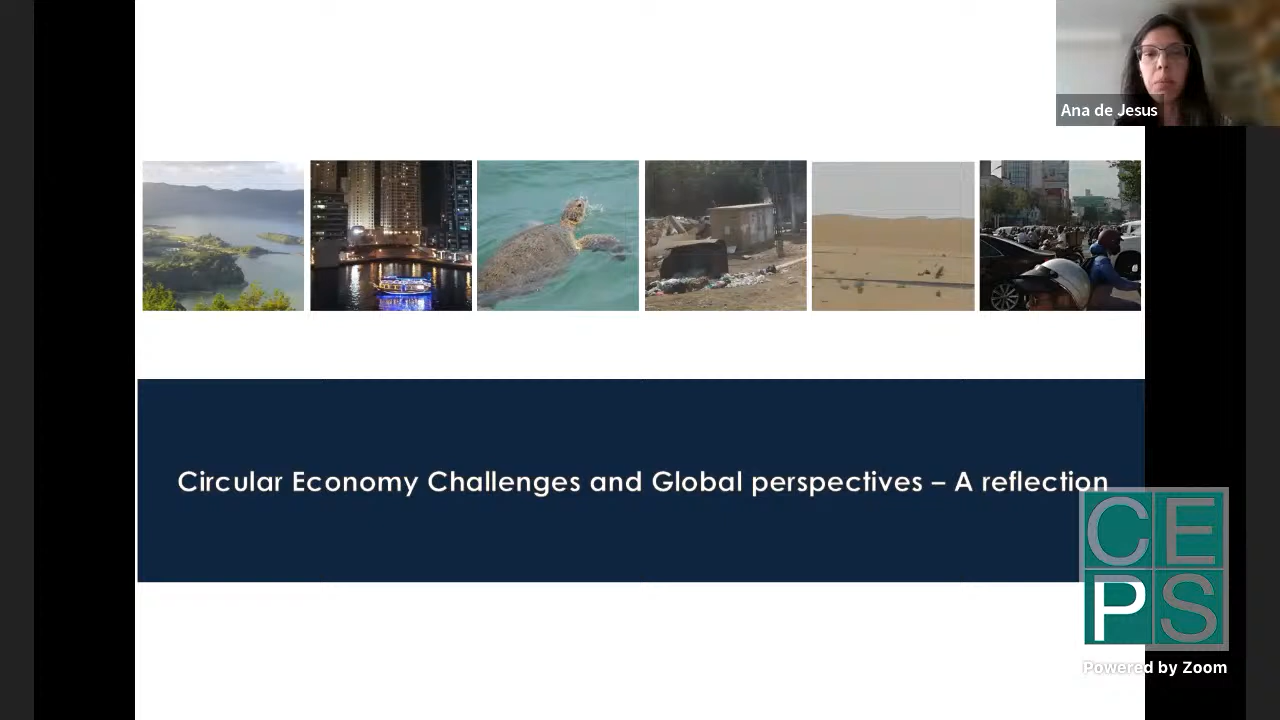 Ana de Jesus
Circular Economy Challenges and Global perspectives – A reflection
CE
PS
Powered by Zoom